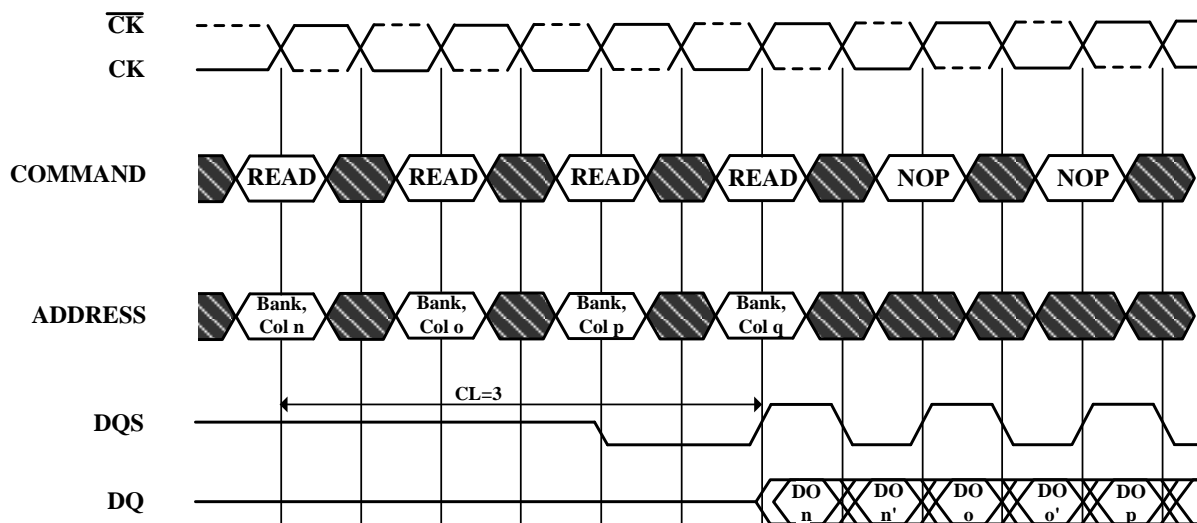 CK
CK
COMMAND
READ READ READ READ NOP NOP
ADDRESS
Bank, Bank, Bank, Bank,
Col n Col o Col p Col q
CL=3
DQS
DQ
DO DO DO DO DO
n n' o o' p